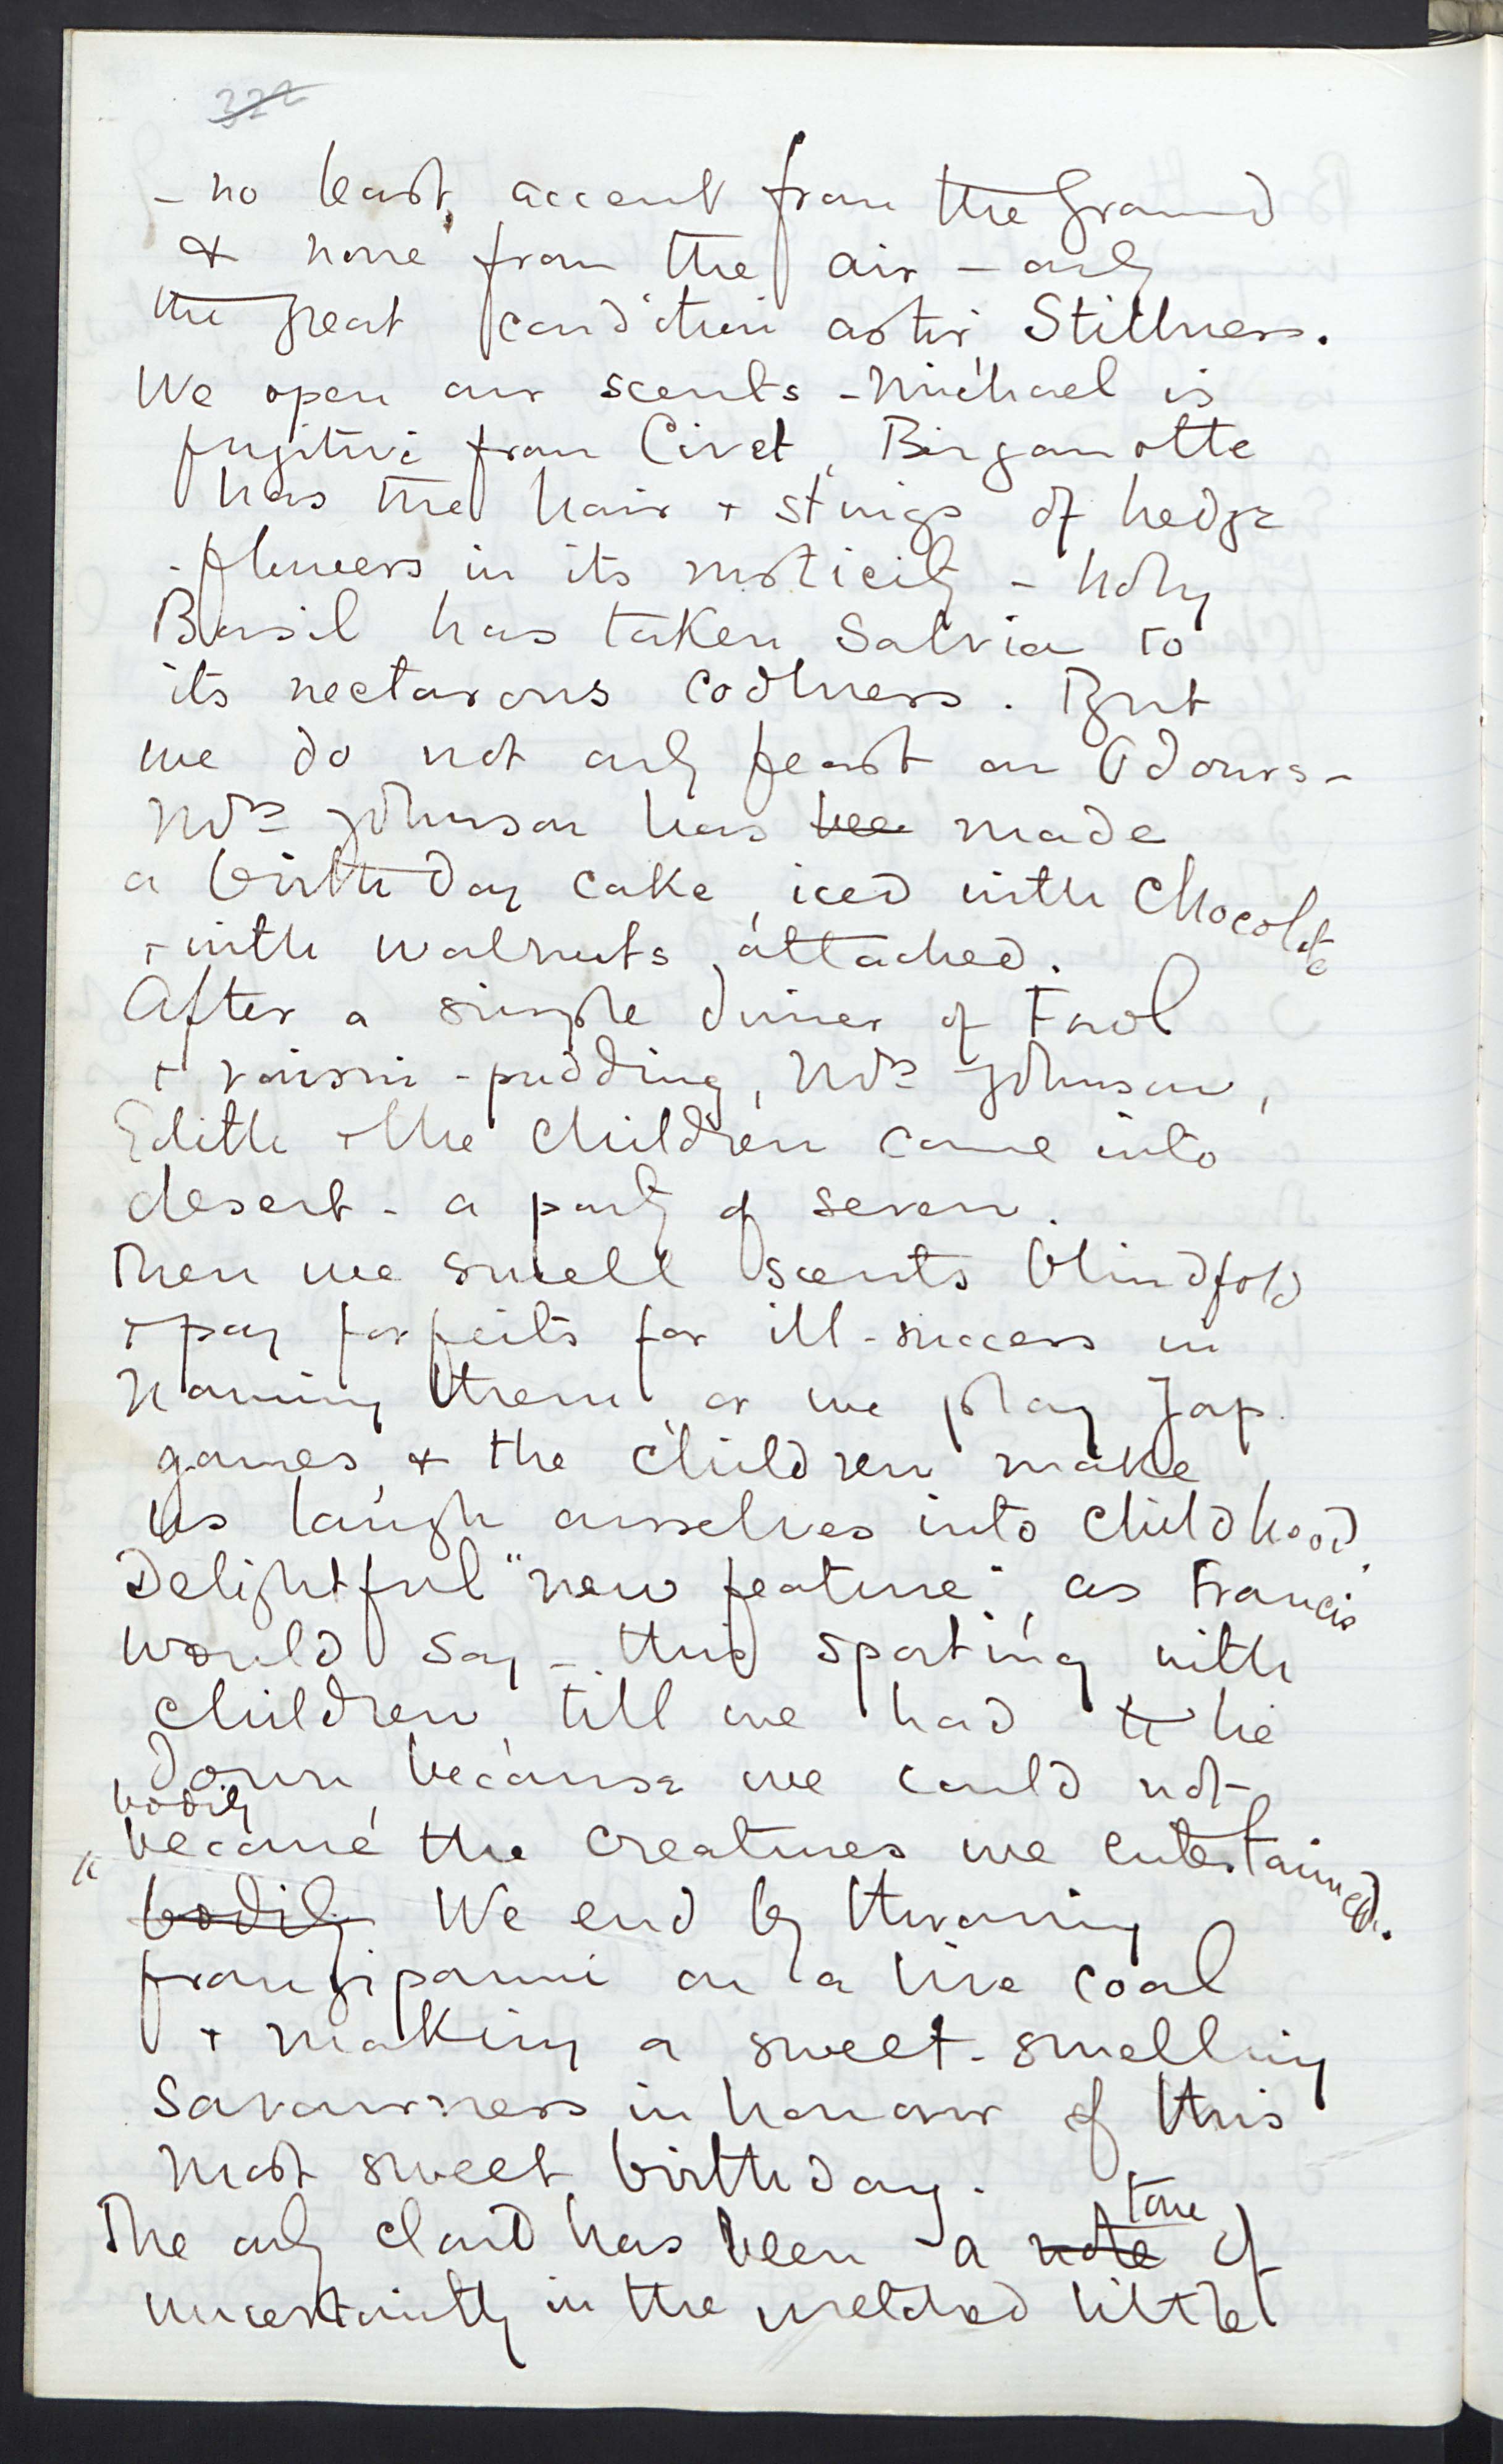 322
- no least, accent from the ground
& none from the air - only
the great condition astir Stillness.
We open our scents - Michael is
fugitive from Civet, Bergamotte
has the hair + stings of hedge
-flowers in its rusticity - holy
Basil has taken Salvia to
its nectarous coolness. But
we do not only feast on Odours -
Mrs Johnson has bee made
a birthday cake, iced with Chocolate
+ with walnuts attached.
After a simple dinner of Fowl
+ raisin-pudding, Mrs Johnson,
Edith + the children came into
desert - a party of seven.
Then we smell scents blindfold
+ pay forfeits for ill-success in
naming them, or we play Jap.
games, & the children make
us laugh ourselves into childhood.
Delightful "new feature", as Francis
would say - this sporting with
children, till we had to lie
down because we could not
bodily
become the creatures we entertained.
bodily We end by throwing
frangipanni on a live coal
+ making a sweet-smelling
savourness in honour of this
most sweet birthday.
tone
The only cloud has been a note of
uncertainty in the little